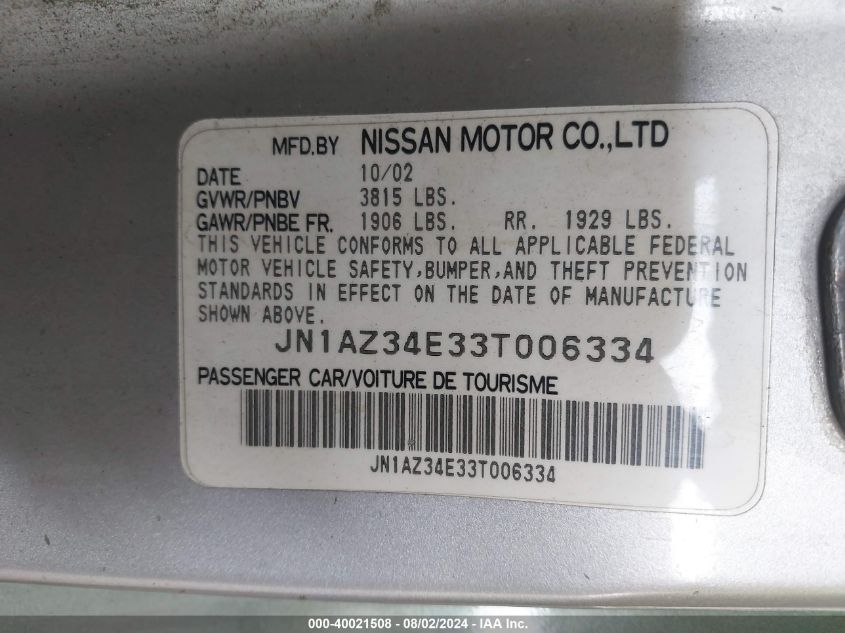 MFD.BY NISSAN MOTOR CO.,LTD
DATE 10/02
GVWR/PNBV 3815 LBS.
GAWR/PNBE FR. 1906 LBS. RR. 1929 LBS.
THIS VEHICLE CONFORMS TO ALL APPLICABLE FEDERAL
MOTOR VEHICLE SAFETY,BUMPER,AND THEFT PREVENTION
STANDARDS IN EFFECT ON THE DATE OF MANUFACTURE
SHOWN ABOVE.
JN1AZ34E33T006334
PASSENGER CAR/VOITURE DE TOURISME
JN1AZ34E33T006334
000-40021508 - 08/02/2024 - IAA Inc.